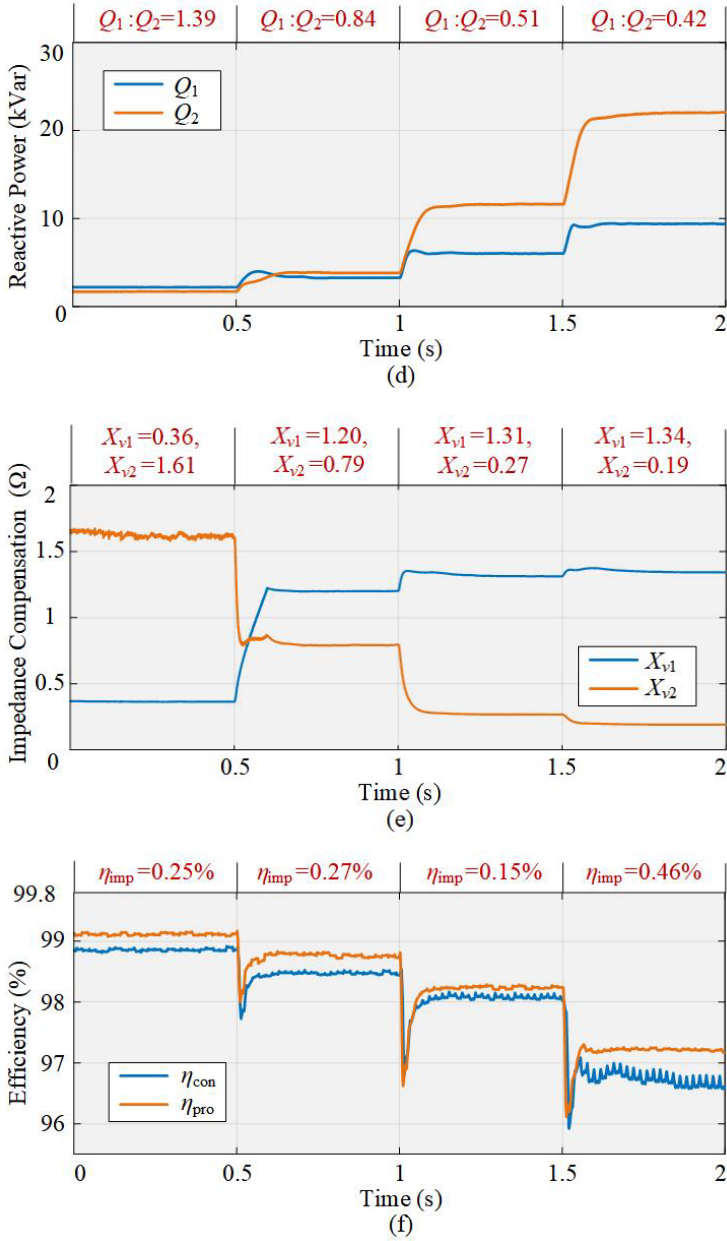 Q1:Q2=1.39 Q1:Q2=0.84 Q1:Q2=0.51 Q1:Q2=0.42
30
20
10
0
Reactive Power (kVar)
Q1
Q2
0.5 1 1.5 2
Time (s)
(d)
Xv1=0.36, Xv1=1.20, Xv1=1.31, Xv1=1.34,
Xv2=1.61 Xv2=0.79 Xv2=0.27 Xv2=0.19
2
1.5
1
0.5
0
Impedance Compensation (Ω)
Xv1
Xv2
0.5 1 1.5 2
Time (s)
(e)
ηimp=0.25% ηimp=0.27% ηimp=0.15% ηimp=0.46%
99.8
99
98
97
96
Efficiency (%)
ηcon
ηpro
0 0.5 1 1.5 2
Time (s)
(f)